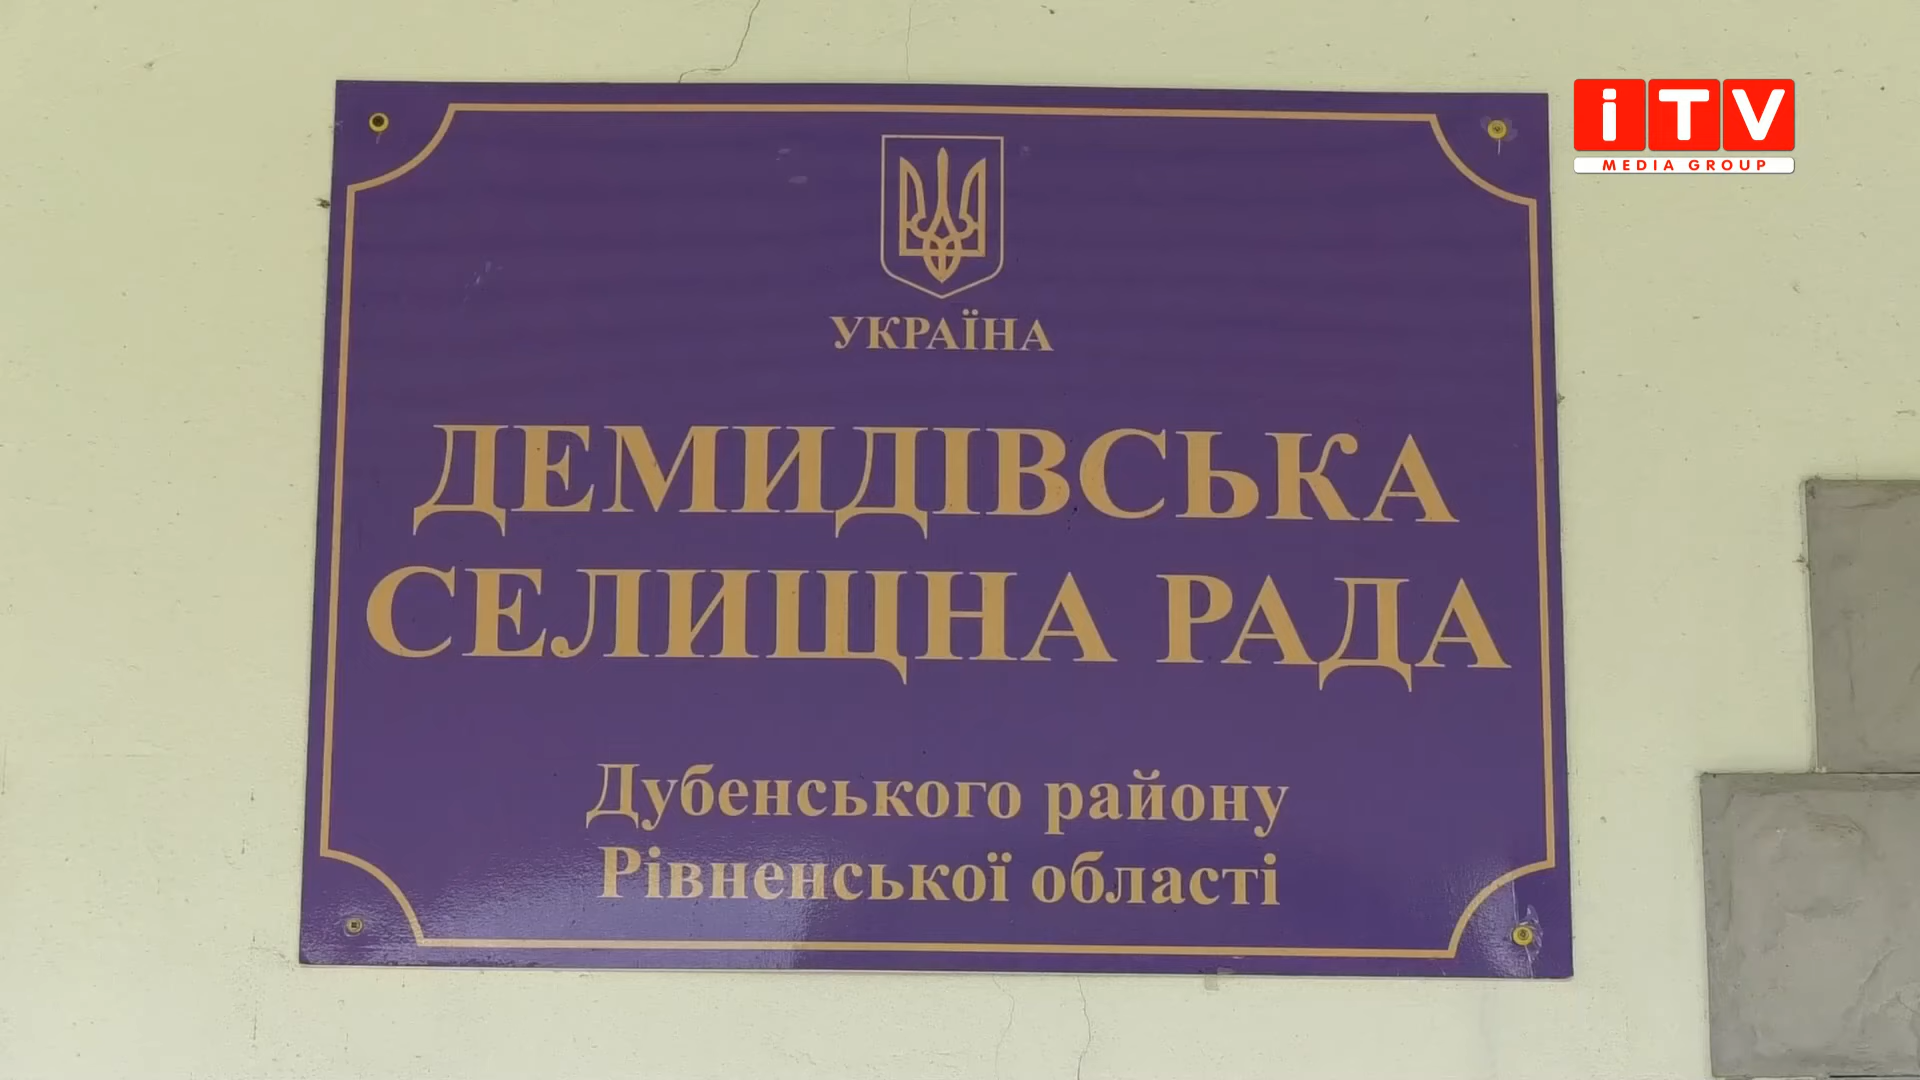 iTV
MEDIA GROUP
УКРАЇНА
ДЕМИДІВСЬКА
СЕЛИЩНА РАДА
Дубенського району
Рівненської області